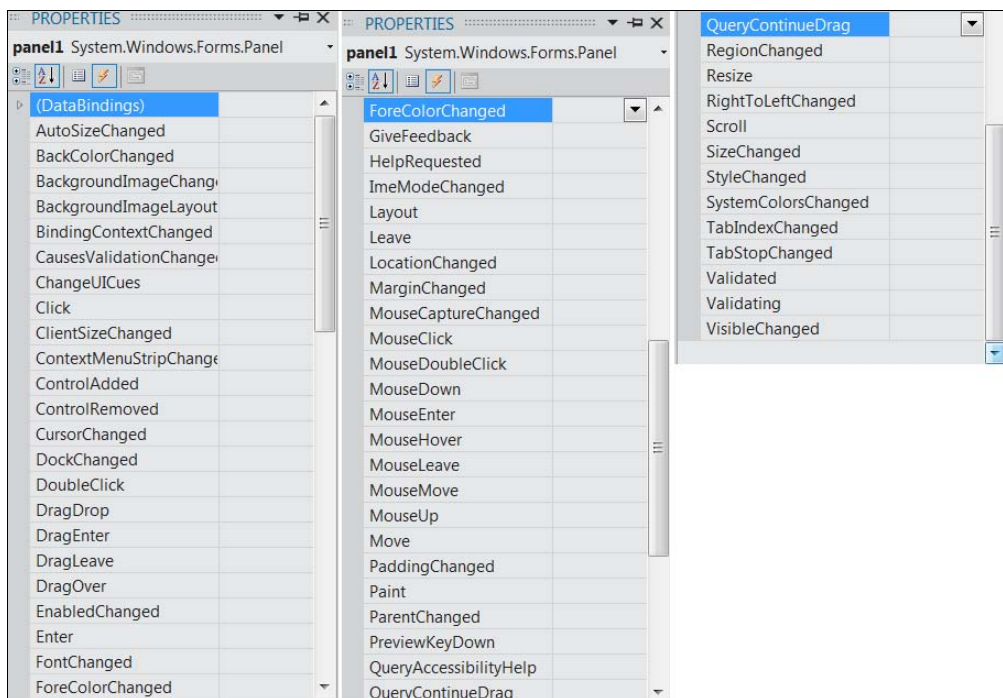 PROPERTIES
panel1 System.Windows.Forms.Panel
(DataBindings)
AutoSizeChanged
BackColorChanged
BackgroundImageChang
BackgroundImageLayout
BindingContextChanged
CausesValidationChange
ChangeUICues
Click
ClientSizeChanged
ContextMenuStripChange
ControlAdded
ControlRemoved
CursorChanged
DockChanged
DoubleClick
DragDrop
DragEnter
DragLeave
DragOver
EnabledChanged
Enter
FontChanged
ForeColorChanged
PROPERTIES
panel1 System.Windows.Forms.Panel
ForeColorChanged
GiveFeedback
HelpRequested
ImeModeChanged
Layout
Leave
LocationChanged
MarginChanged
MouseCaptureChanged
MouseClick
MouseDoubleClick
MouseDown
MouseEnter
MouseHover
MouseLeave
MouseMove
MouseUp
Move
PaddingChanged
Paint
ParentChanged
PreviewKeyDown
QueryAccessibilityHelp
QueryContinueDrag
QueryContinueDrag
RegionChanged
Resize
RightToLeftChanged
Scroll
SizeChanged
StyleChanged
SystemColorsChanged
TabIndexChanged
TabStopChanged
Validated
Validating
VisibleChanged